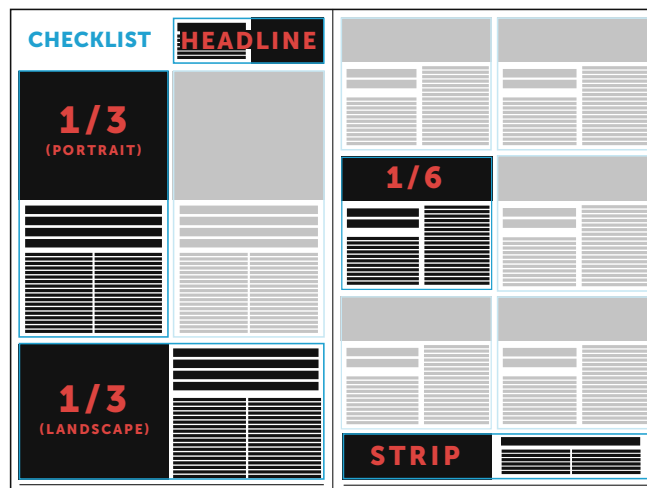 CHECKLIST
HEADLINE
1/3
(PORTRAIT)
1/3
(LANDSCAPE)
1/6
STRIP